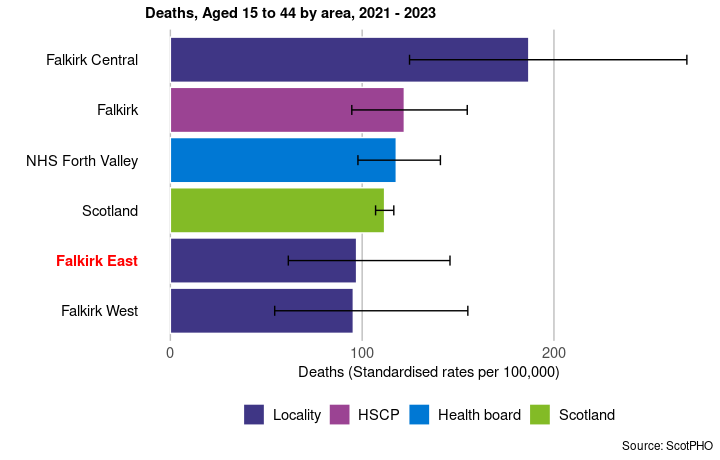 Deaths, Aged 15 to 44 by area, 2021 - 2023
Falkirk Central
Falkirk
NHS Forth Valley
Scotland
Falkirk East
Falkirk West
0 100 200
Deaths (Standardised rates per 100,000)
Locality HSCP Health board Scotland
Source: ScotPHO